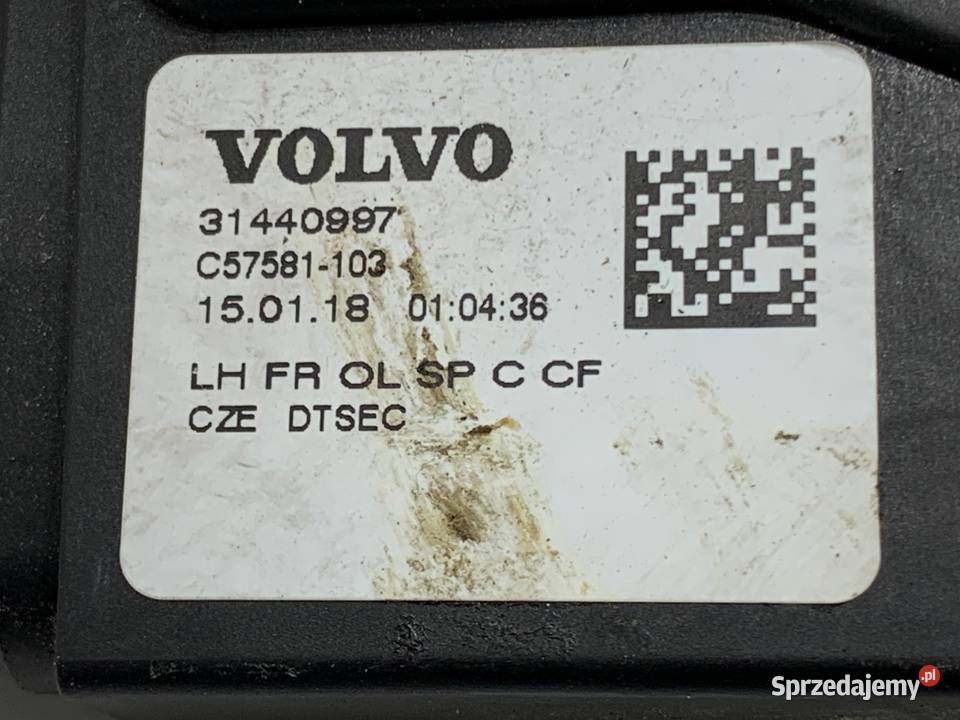 VOLVO
31440997
C57581-103
15.01.18 01:04:36
LH FR OL SP C CF
CZE DTSEC
Sprzedajemy.pl